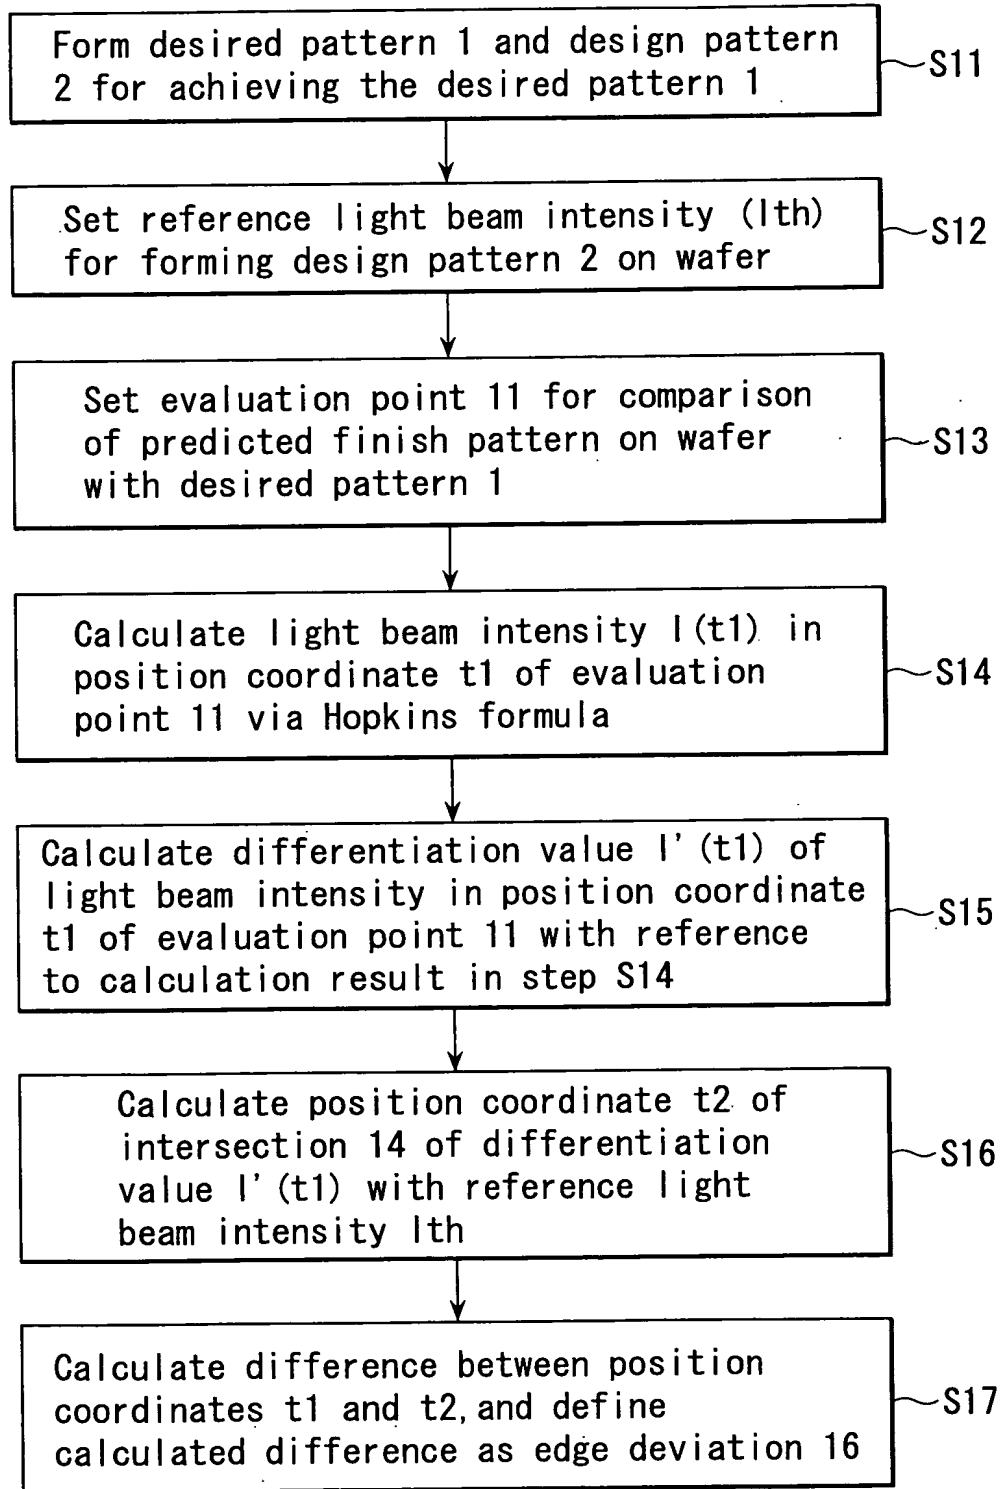 Form desired pattern 1 and design pattern
2 for achieving the desired pattern 1
S11
Set reference light beam intensity (Ith)
for forming design pattern 2 on wafer
S12
Set evaluation point 11 for comparison
of predicted finish pattern on wafer
with desired pattern 1
S13
Calculate light beam intensity I(t1) in
position coordinate t1 of evaluation
point 11 via Hopkins formula
S14
Calculate differentiation value I'(t1) of
light beam intensity in position coordinate
t1 of evaluation point 11 with reference
to calculation result in step S14
S15
Calculate position coordinate t2 of
intersection 14 of differentiation
value I'(t1) with reference light
beam intensity Ith
S16
Calculate difference between position
coordinates t1 and t2, and define
calculated difference as edge deviation 16
S17